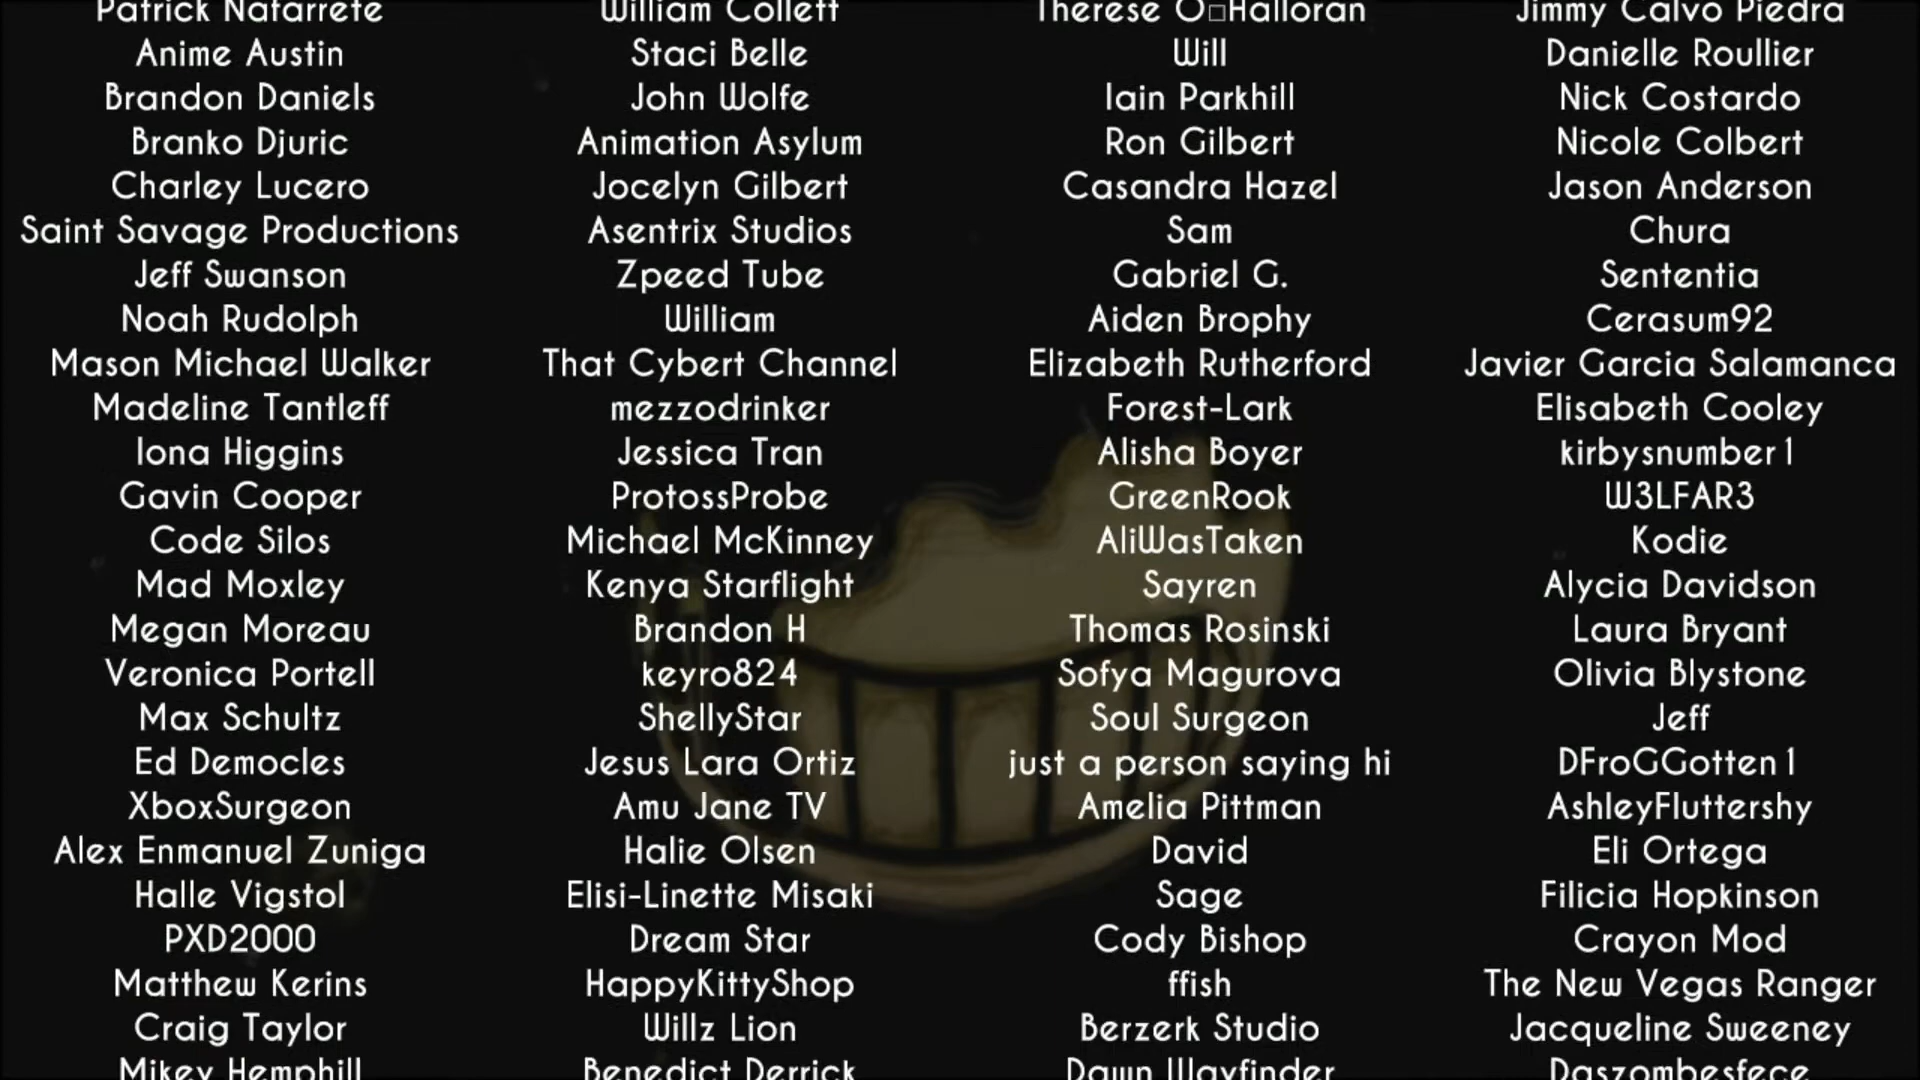 Patrick Nafarrete
Anime Austin
Brandon Daniels
Branko Djuric
Charley Lucero
Saint Savage Productions
Jeff Swanson
Noah Rudolph
Mason Michael Walker
Madeline Tantleff
Iona Higgins
Gavin Cooper
Code Silos
Mad Moxley
Megan Moreau
Veronica Portell
Max Schultz
Ed Democles
XboxSurgeon
Alex Enmanuel Zuniga
Halle Vigstol
PXD2000
Matthew Kerins
Craig Taylor
Mikey Hemphill
William Collett
Staci Belle
John Wolfe
Animation Asylum
Jocelyn Gilbert
Asentrix Studios
Zpeed Tube
William
That Cybert Channel
mezzodrinker
Jessica Tran
ProtossProbe
Michael McKinney
Kenya Starflight
Brandon H
keyro824
ShellyStar
Jesus Lara Ortiz
Amu Jane TV
Halie Olsen
Elisi-Linette Misaki
Dream Star
HappyKittyShop
Willz Lion
Benedict Derrick
Therese O□Halloran
Will
Iain Parkhill
Ron Gilbert
Casandra Hazel
Sam
Gabriel G.
Aiden Brophy
Elizabeth Rutherford
Forest-Lark
Alisha Boyer
GreenRook
AliWasTaken
Sayren
Thomas Rosinski
Sofya Magurova
Soul Surgeon
just a person saying hi
Amelia Pittman
David
Sage
Cody Bishop
ffish
Berzerk Studio
Dawn Wayfinder
Jimmy Calvo Piedra
Danielle Roullier
Nick Costardo
Nicole Colbert
Jason Anderson
Chura
Sententia
Cerasum92
Javier Garcia Salamanca
Elisabeth Cooley
kirbysnumber1
W3LFAR3
Kodie
Alycia Davidson
Laura Bryant
Olivia Blystone
Jeff
DFroGGotten1
AshleyFluttershy
Eli Ortega
Filicia Hopkinson
Crayon Mod
The New Vegas Ranger
Jacqueline Sweeney
Daszombesfece